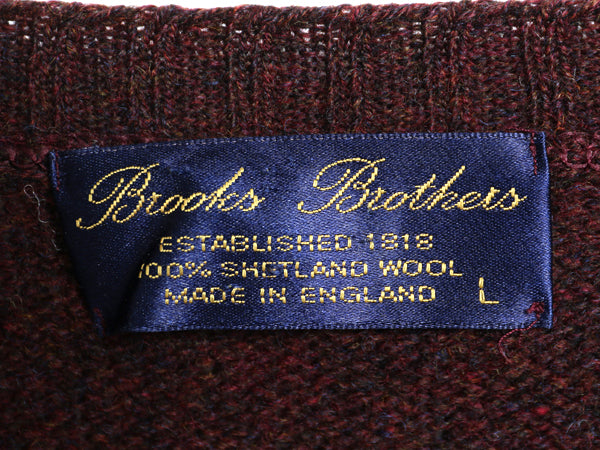 Brooks Brothers
ESTABLISHED 1818
100% SHETLAND WOOL
MADE IN ENGLAND L